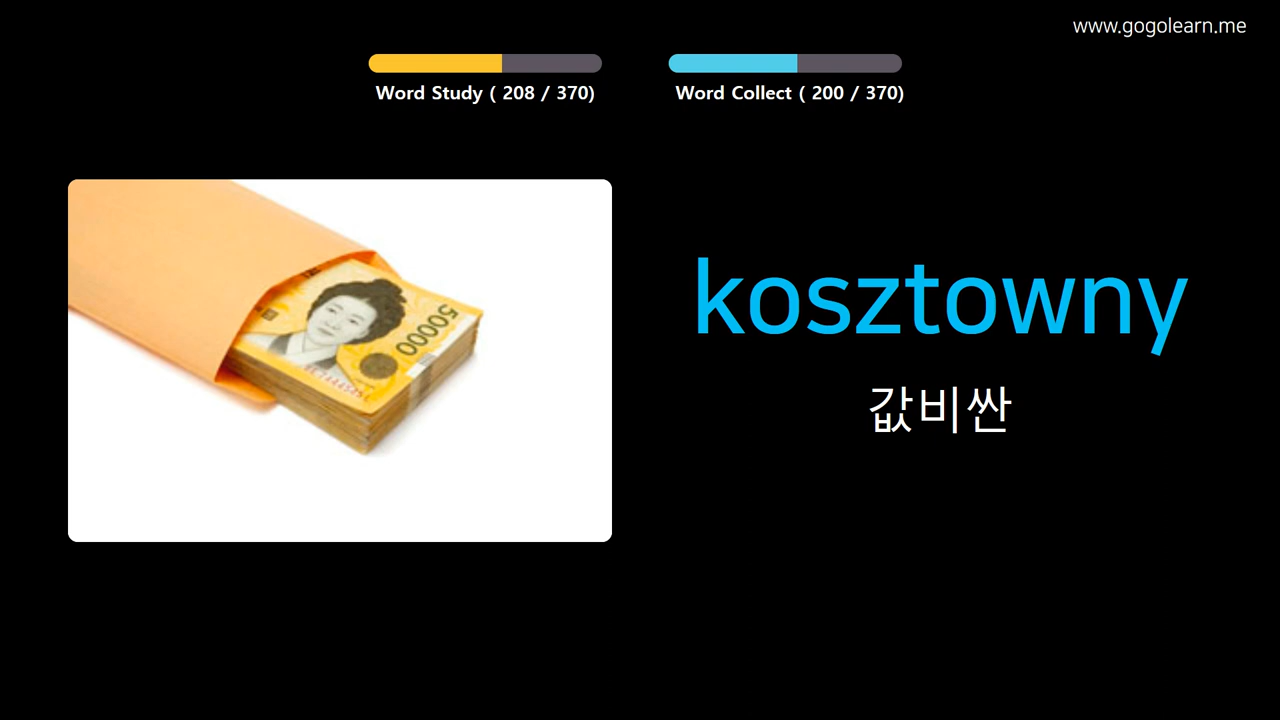 www.gogolearn.me
Word Study ( 208 / 370)
Word Collect ( 200 / 370)
50000
kosztowny
값비싼